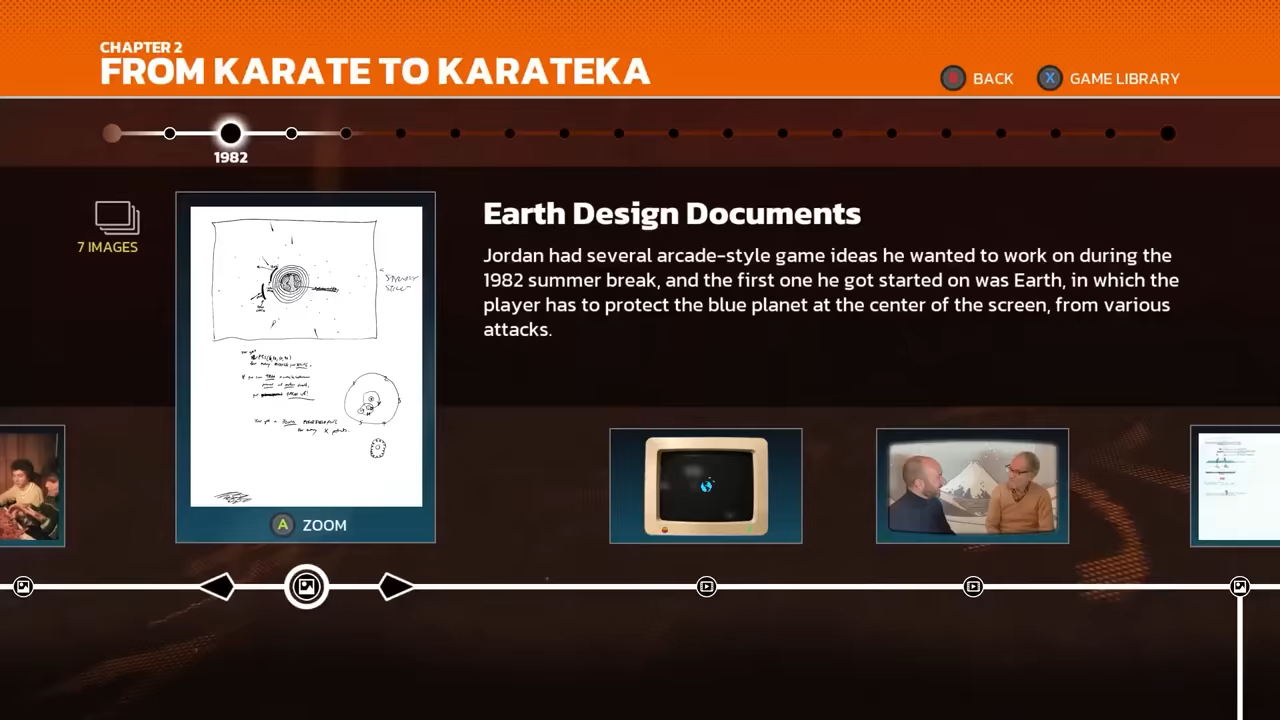 CHAPTER 2
FROM KARATE TO KARATEKA
B BACK
X GAME LIBRARY
1982
7 IMAGES
Earth Design Documents
Jordan had several arcade-style game ideas he wanted to work on during the
1982 summer break, and the first one he got started on was Earth, in which the
player has to protect the blue planet at the center of the screen, from various
attacks.
A ZOOM